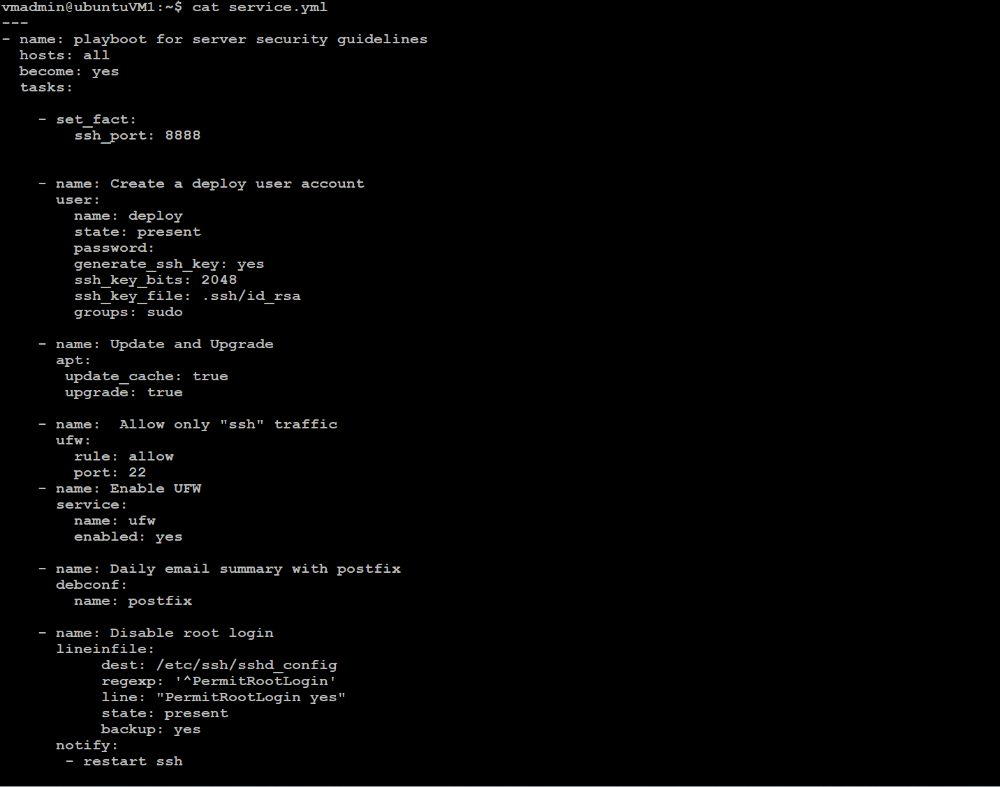 vmadmin@ubuntuVM1:~$ cat service.yml
---
- name: playboot for server security guidelines
  hosts: all
  become: yes
  tasks:

    - set_fact:
        ssh_port: 8888


    - name: Create a deploy user account
      user:
        name: deploy
        state: present
        password:
        generate_ssh_key: yes
        ssh_key_bits: 2048
        ssh_key_file: .ssh/id_rsa
        groups: sudo

    - name: Update and Upgrade
      apt:
       update_cache: true
       upgrade: true

    - name:  Allow only "ssh" traffic
      ufw:
        rule: allow
        port: 22
    - name: Enable UFW
      service:
        name: ufw
        enabled: yes

    - name: Daily email summary with postfix
      debconf:
        name: postfix

    - name: Disable root login
      lineinfile:
           dest: /etc/ssh/sshd_config
           regexp: '^PermitRootLogin'
           line: "PermitRootLogin yes"
           state: present
           backup: yes
      notify:
       - restart ssh